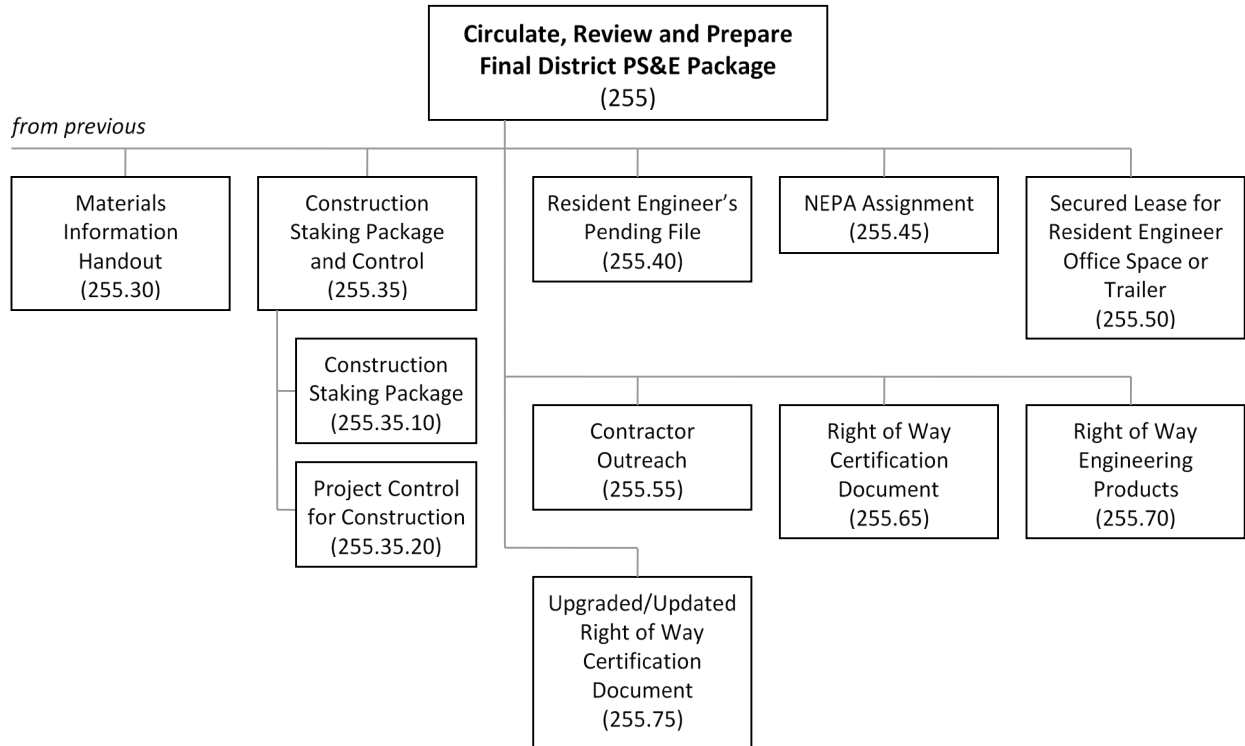 Circulate, Review and Prepare
Final District PS&E Package
(255)
from previous
Materials
Information
Handout
(255.30)
Construction
Staking Package
and Control
(255.35)
Resident Engineer’s
Pending File
(255.40)
NEPA Assignment
(255.45)
Secured Lease for
Resident Engineer
Office Space or
Trailer
(255.50)
Construction
Staking Package
(255.35.10)
Project Control
for Construction
(255.35.20)
Contractor
Outreach
(255.55)
Right of Way
Certification
Document
(255.65)
Right of Way
Engineering
Products
(255.70)
Upgraded/Updated
Right of Way
Certification
Document
(255.75)